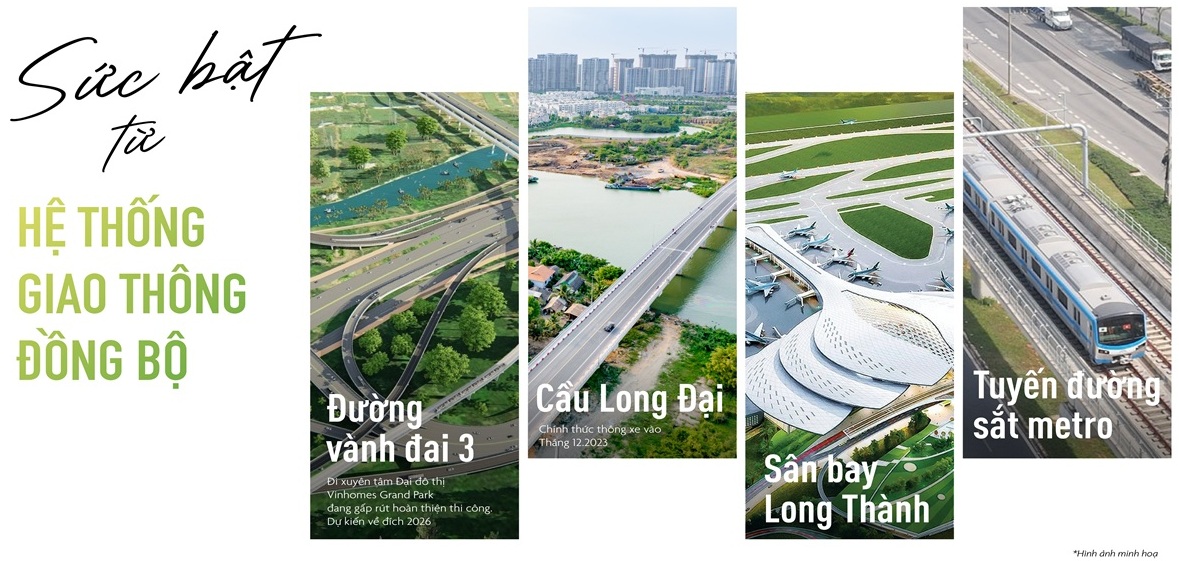 Sức bật
từ
HỆ THỐNG
GIAO THÔNG
ĐỒNG BỘ
Đường
vành đai 3
Đi xuyên tâm Đại đô thị
Vinhomes Grand Park
đang gấp rút hoàn thiện thi công.
Dự kiến về đích 2026
Cầu Long Đại
Chính thức thông xe vào
Tháng 12.2023
Sân bay
Long Thành
Tuyến đường
sắt metro
*Hình ảnh minh hoạ